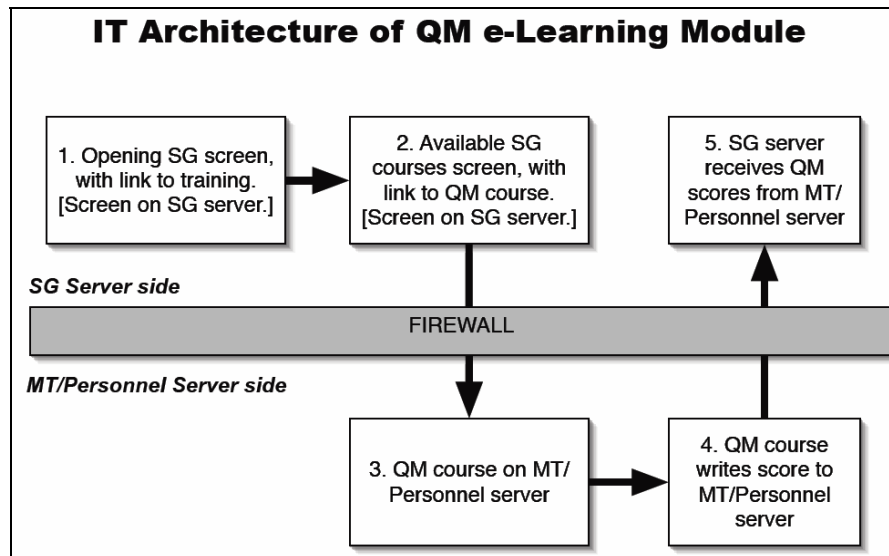 IT Architecture of QM e-Learning Module
1. Opening SG screen,
with link to training.
[Screen on SG server.]
2. Available SG
courses screen, with
link to QM course.
[Screen on SG server.]
5. SG server
receives QM
scores from MT/
Personnel server
SG Server side
FIREWALL
MT/Personnel Server side
3. QM course on MT/
Personnel server
4. QM course
writes score to
MT/Personnel
server